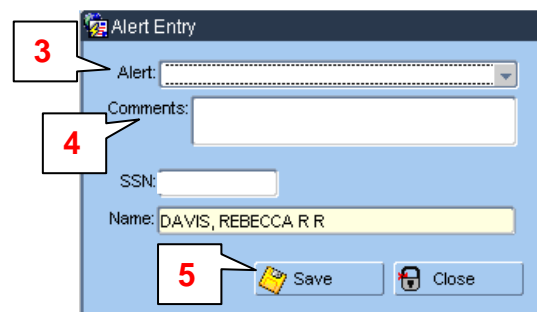 Alert Entry
3
Alert:
Comments:
4
SSN:
Name: DAVIS, REBECCA R R
5
Save
Close